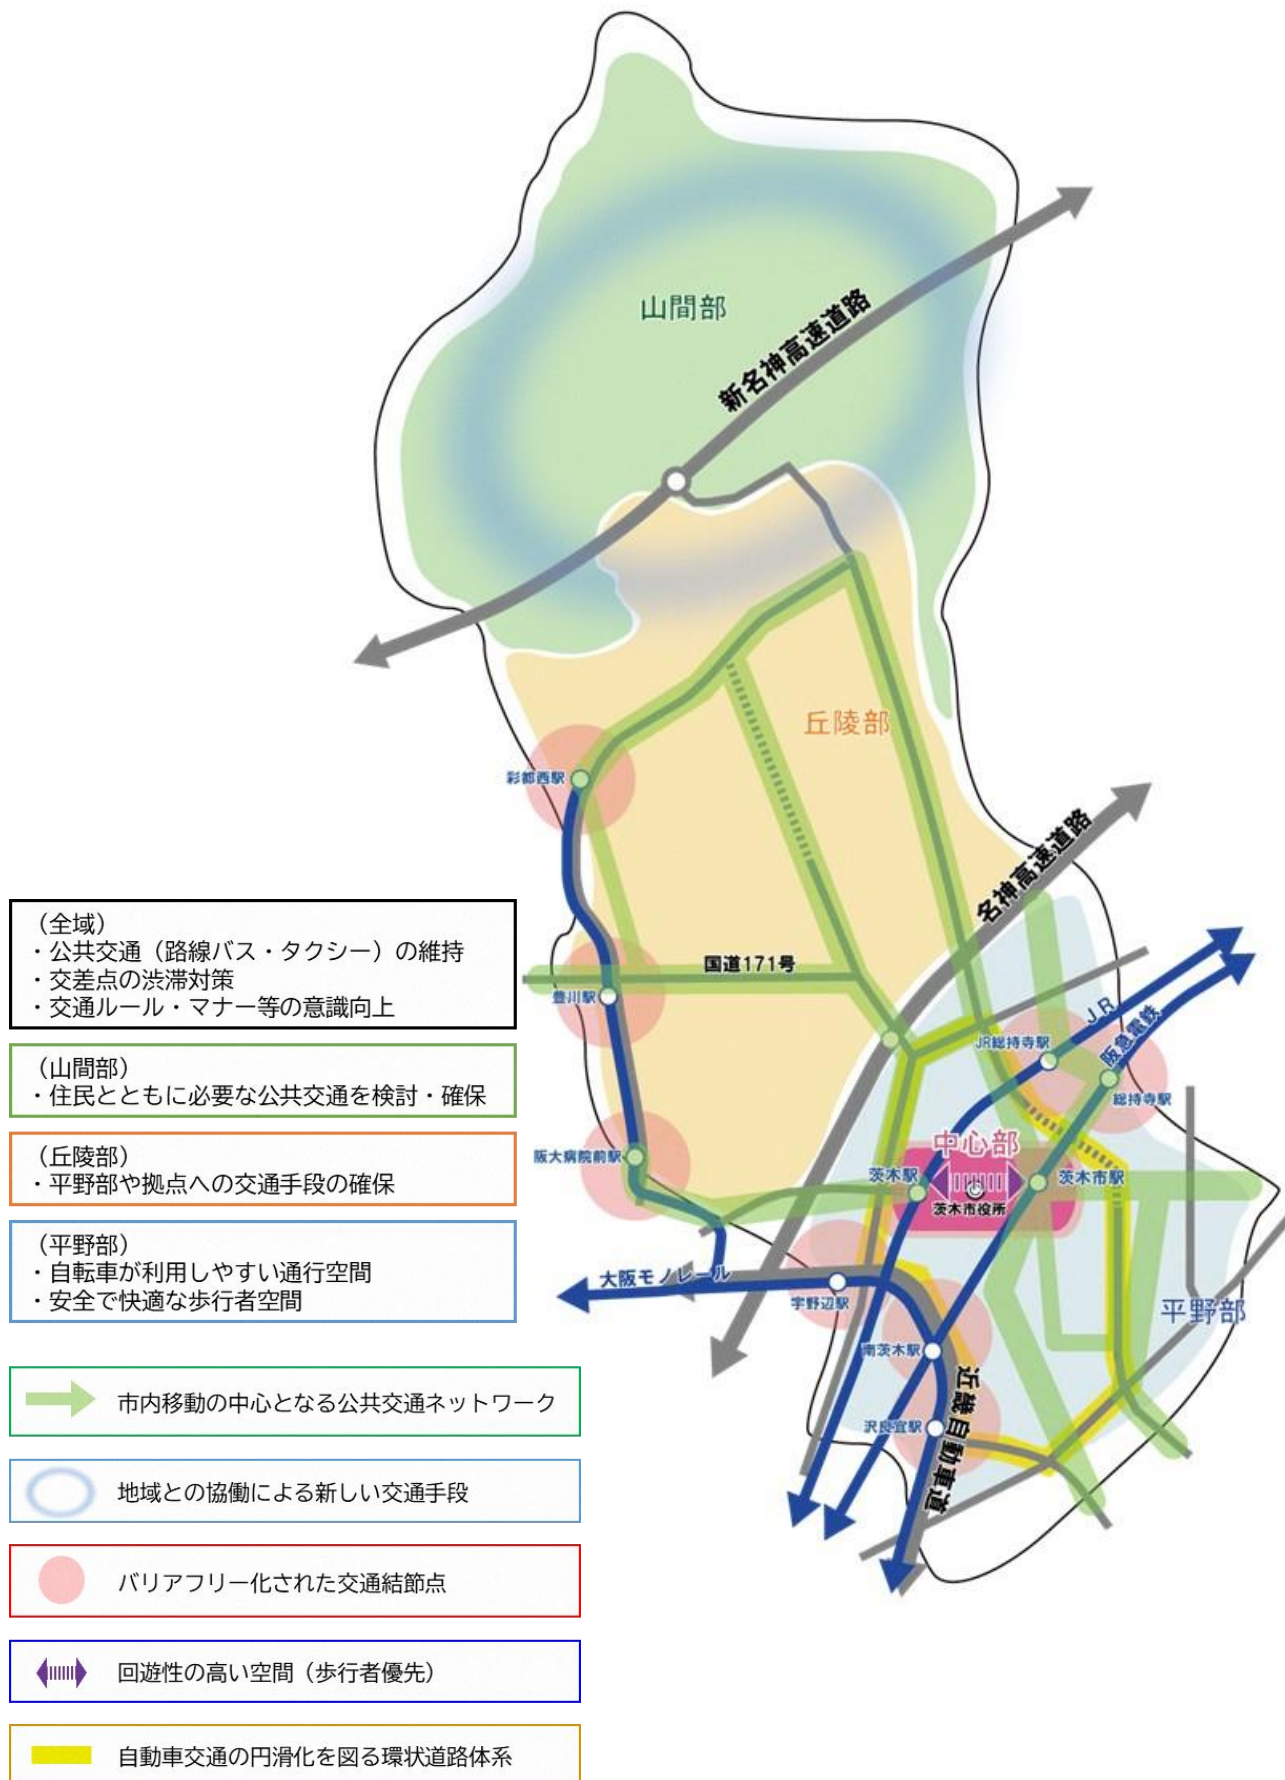 山間部
新名神高速道路
丘陵部
彩都西駅
名神高速道路
国道171号
豊川駅
JR
阪急電鉄
JR総持寺駅
総持寺駅
阪大病院前駅
中心部
茨木駅
茨木市役所
茨木市駅
大阪モノレール
宇野辺駅
平野部
南茨木駅
沢良宜駅
近畿自動車道
（全域）
・公共交通（路線バス・タクシー）の維持
・交差点の渋滞対策
・交通ルール・マナー等の意識向上
（山間部）
・住民とともに必要な公共交通を検討・確保
（丘陵部）
・平野部や拠点への交通手段の確保
（平野部）
・自転車が利用しやすい通行空間
・安全で快適な歩行者空間
市内移動の中心となる公共交通ネットワーク
地域との協働による新しい交通手段
バリアフリー化された交通結節点
回遊性の高い空間（歩行者優先）
自動車交通の円滑化を図る環状道路体系